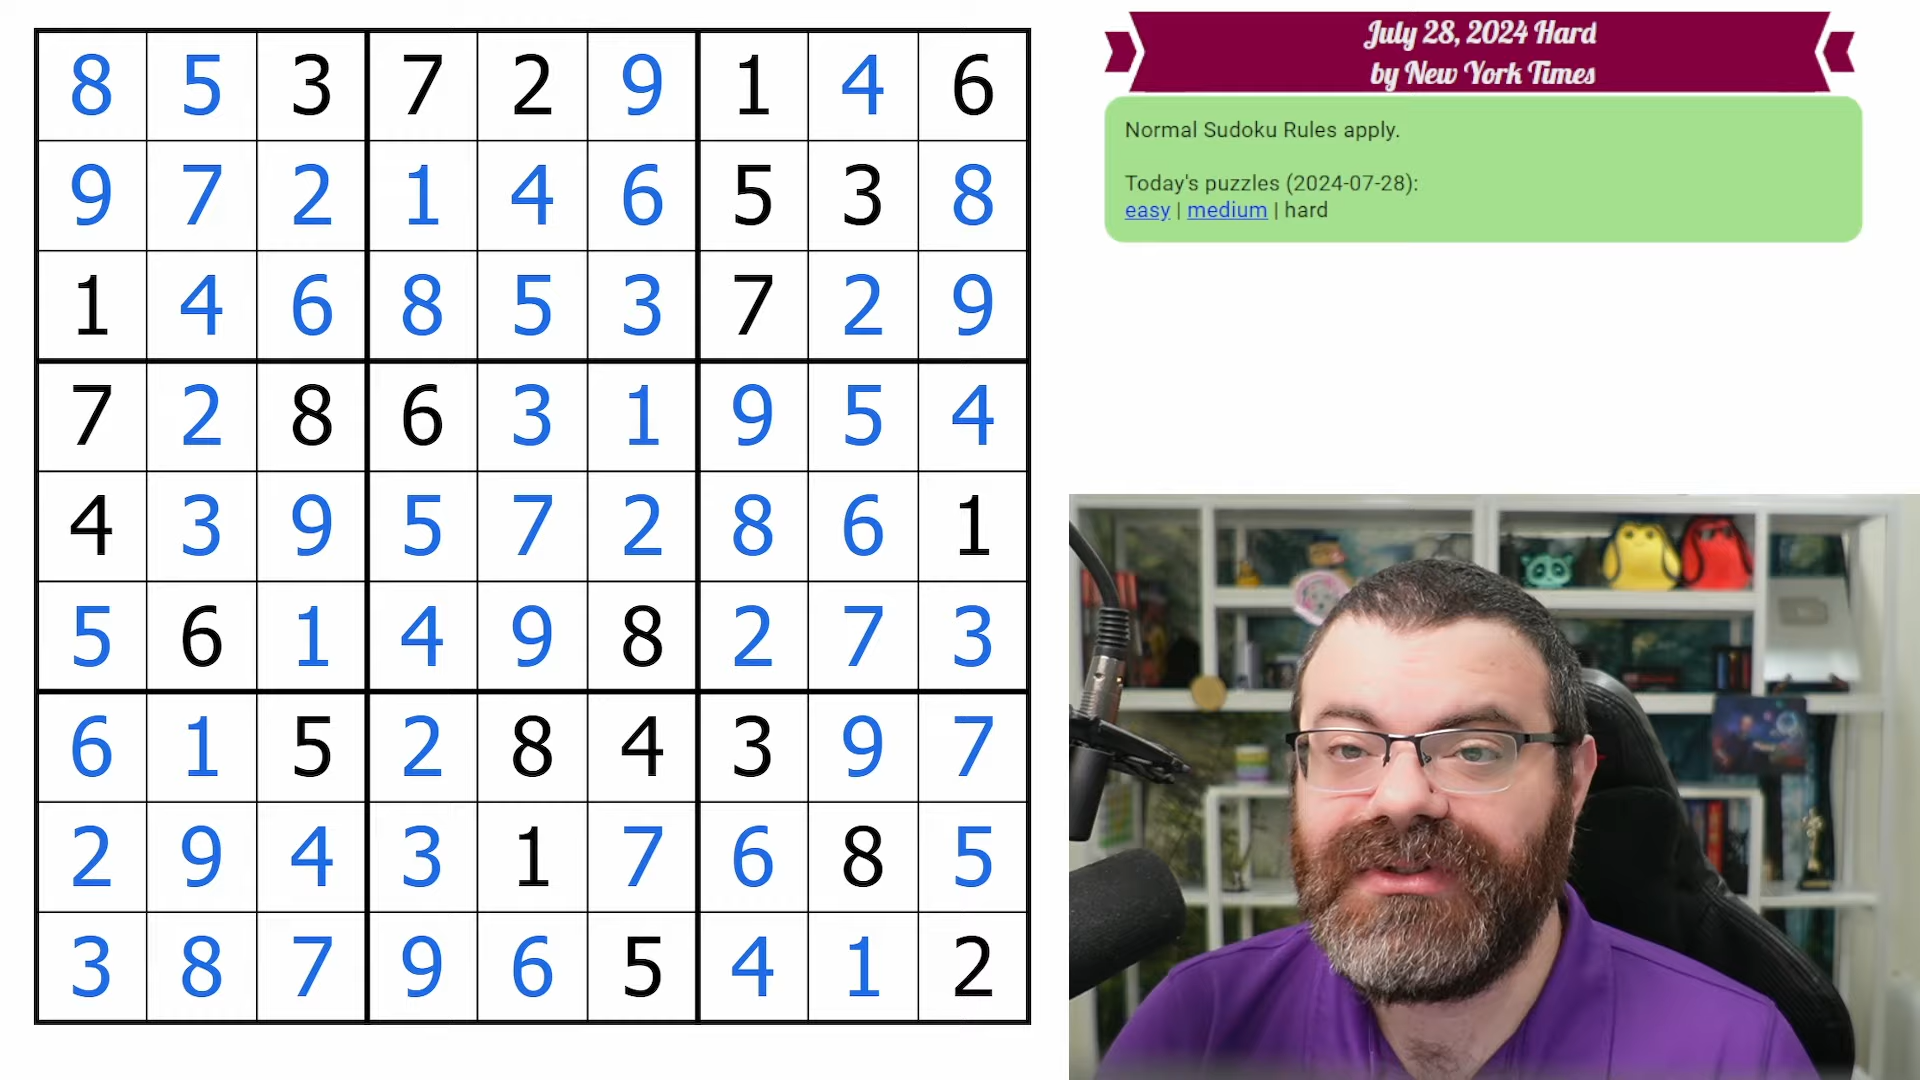 8 5 3 7 2 9 1 4 6
9 7 2 1 4 6 5 3 8
1 4 6 8 5 3 7 2 9
7 2 8 6 3 1 9 5 4
4 3 9 5 7 2 8 6 1
5 6 1 4 9 8 2 7 3
6 1 5 2 8 4 3 9 7
2 9 4 3 1 7 6 8 5
3 8 7 9 6 5 4 1 2
July 28, 2024 Hard
by New York Times
Normal Sudoku Rules apply.
Today's puzzles (2024-07-28):
easy | medium | hard